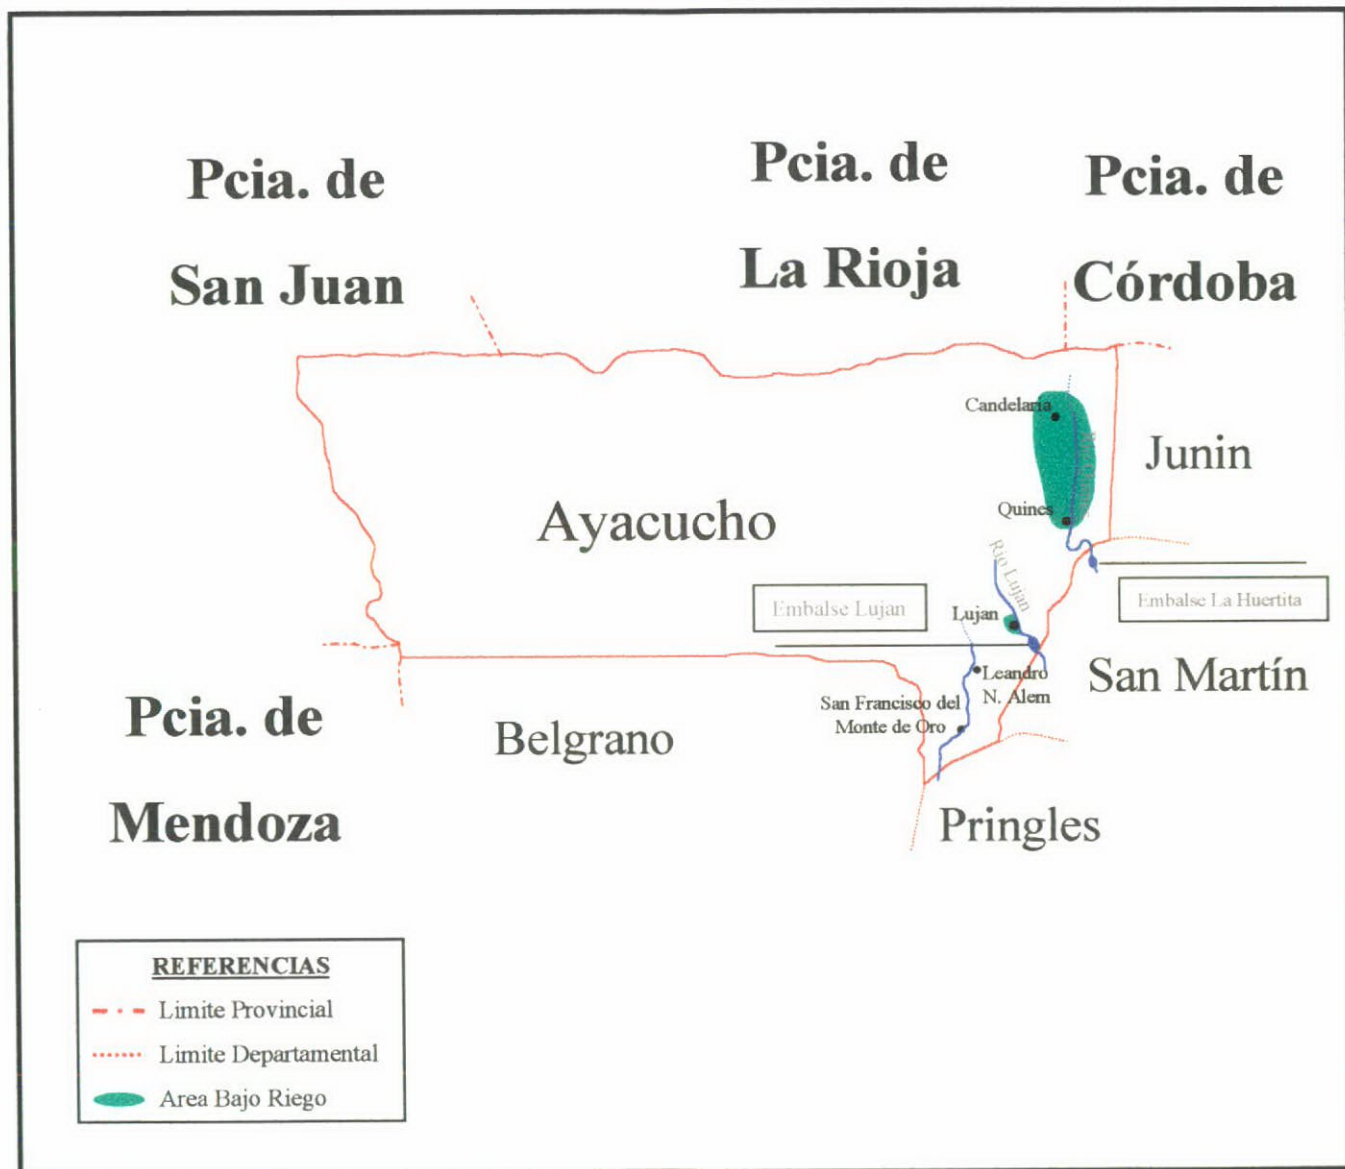 Pcia. de
San Juan
Pcia. de
La Rioja
Pcia. de
Córdoba
Candelaria
Junin
Ayacucho
Quines
Rio Lujan
Embalse Lujan
Embalse La Huertita
Lujan
Leandro
N. Alem
San Martín
San Francisco del
Monte de Oro
Pcia. de
Mendoza
Belgrano
Pringles
REFERENCIAS
Limite Provincial
Limite Departamental
Area Bajo Riego